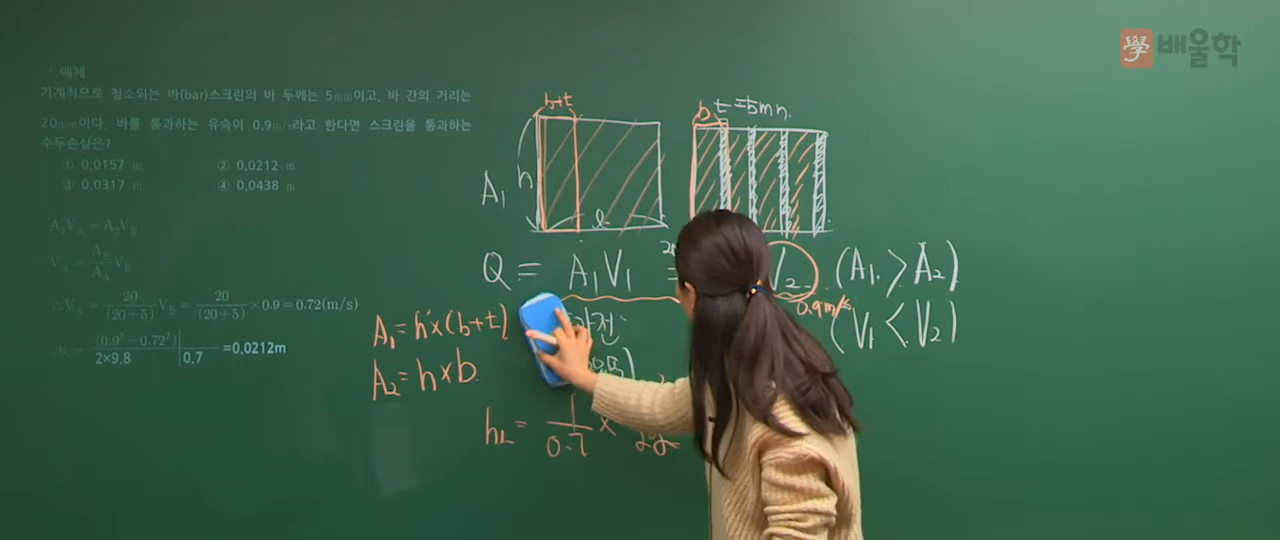 學 배울학
예제
기계적으로 청소되는 바(bar)스크린의 바 두께는 5mm이고, 바 간의 거리는
20mm이다. 바를 통과하는 유속이 0.9m/s라고 한다면 스크린을 통과하는
수두손실은?
① 0.0157 m ② 0.0212 m
③ 0.0317 m ④ 0.0438 m
A₁V_A = A₂V_B
V_A = A_B/A_A V_B
∴ V_A = 20/(20+5) V_B = 20/(20+5) × 0.9 = 0.72(m/s)
(0.9² − 0.72²)/2×9.8 | 0.7 = 0.0212m
b+t
h
A₁
l
b t = 5mm
Q = A₁V₁ = V₂ (A₁ > A₂)
0.9m/s
(V₁ < V₂)
A₁ = h × (b+t)
A₂ = h × b
h_L = 1/0.7 × 2g